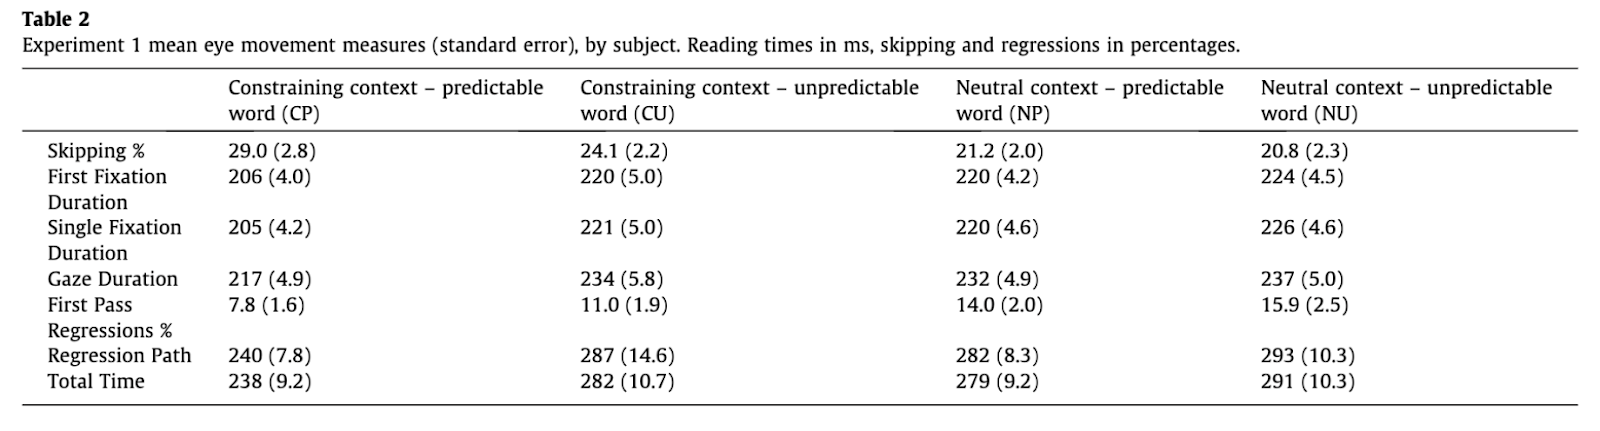 Table 2
Experiment 1 mean eye movement measures (standard error), by subject. Reading times in ms, skipping and regressions in percentages.
Constraining context – predictable word (CP) Constraining context – unpredictable word (CU) Neutral context – predictable word (NP) Neutral context – unpredictable word (NU)
Skipping % 29.0 (2.8) 24.1 (2.2) 21.2 (2.0) 20.8 (2.3)
First Fixation Duration 206 (4.0) 220 (5.0) 220 (4.2) 224 (4.5)
Single Fixation Duration 205 (4.2) 221 (5.0) 220 (4.6) 226 (4.6)
Gaze Duration 217 (4.9) 234 (5.8) 232 (4.9) 237 (5.0)
First Pass Regressions % 7.8 (1.6) 11.0 (1.9) 14.0 (2.0) 15.9 (2.5)
Regression Path 240 (7.8) 287 (14.6) 282 (8.3) 293 (10.3)
Total Time 238 (9.2) 282 (10.7) 279 (9.2) 291 (10.3)